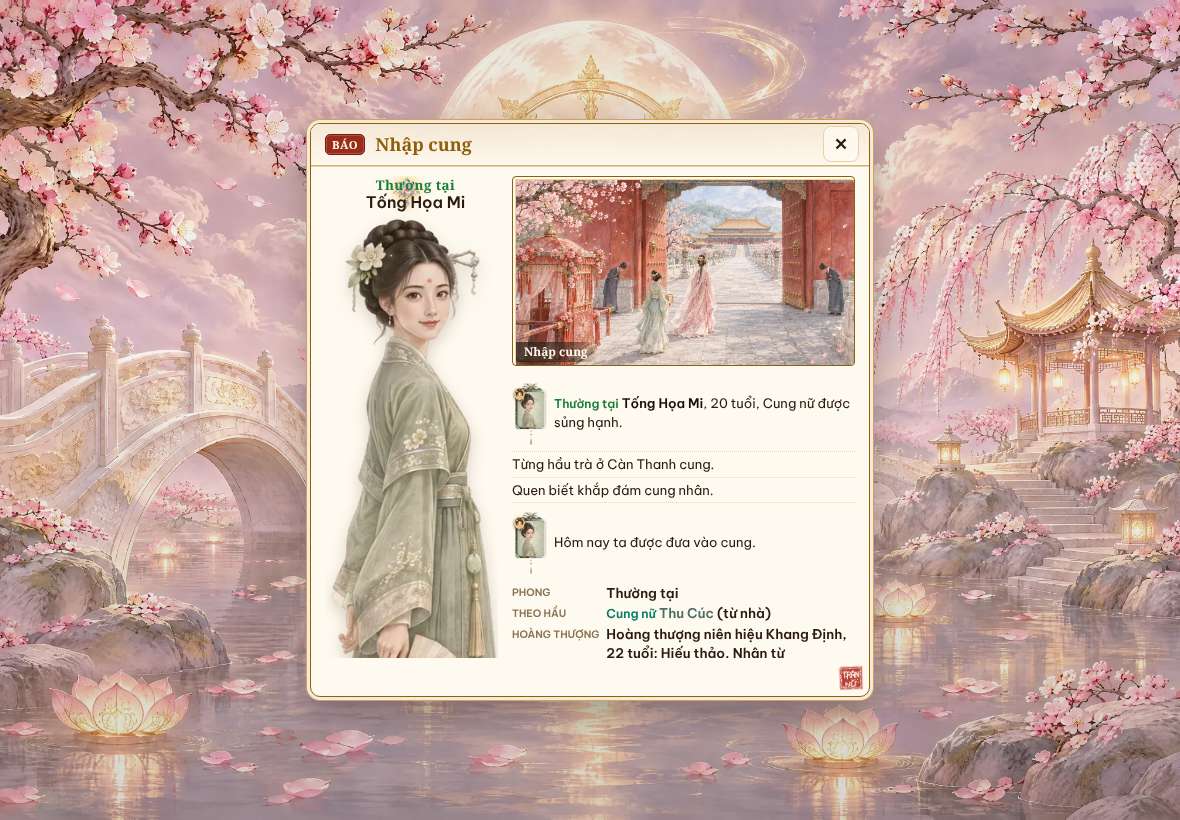 BÁO Nhập cung ×
Thường tại
Tống Họa Mi
Nhập cung
Thường tại Tống Họa Mi, 20 tuổi, Cung nữ được
sủng hạnh.
Từng hầu trà ở Càn Thanh cung.
Quen biết khắp đám cung nhân.
Hôm nay ta được đưa vào cung.
PHONG Thường tại
THEO HẦU Cung nữ Thu Cúc (từ nhà)
HOÀNG THƯỢNG Hoàng thượng niên hiệu Khang Định,
22 tuổi: Hiếu thảo, Nhân từ